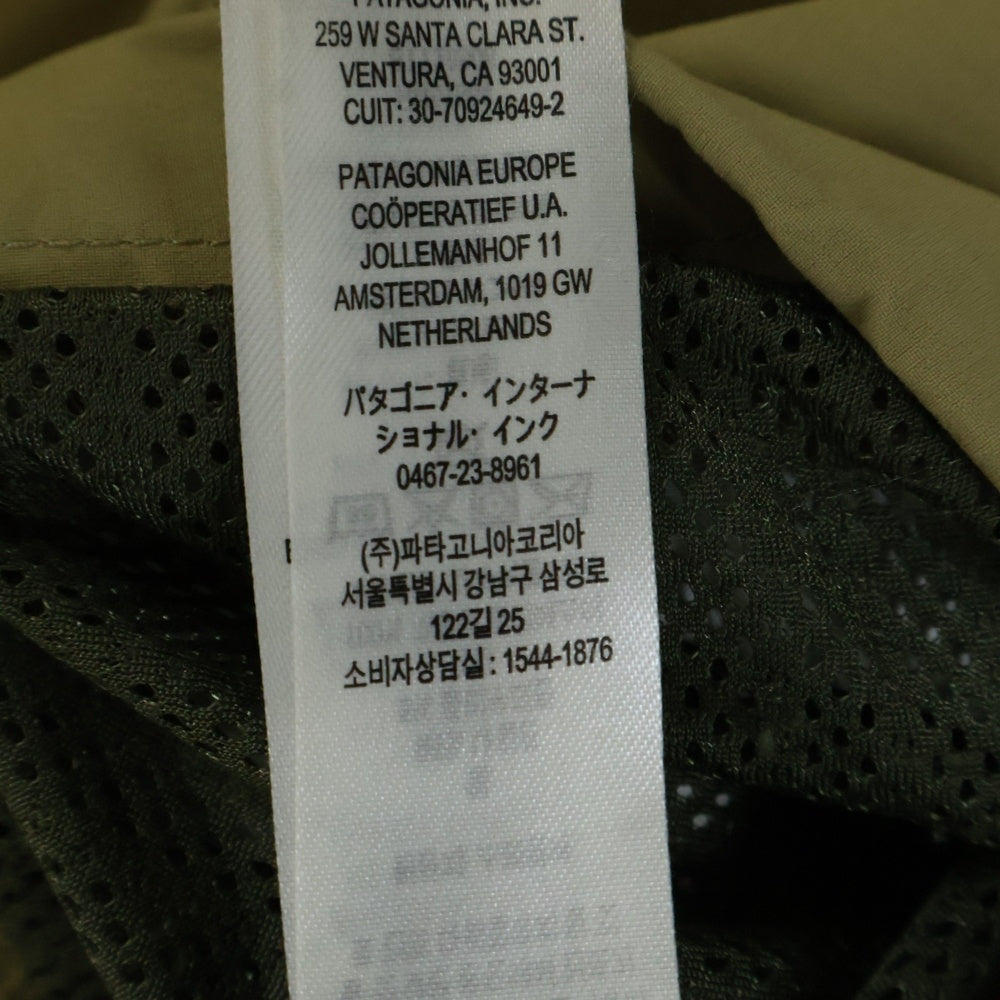 PATAGONIA, INC.
259 W SANTA CLARA ST.
VENTURA, CA 93001
CUIT: 30-70924649-2
PATAGONIA EUROPE
COÖPERATIEF U.A.
JOLLEMANHOF 11
AMSTERDAM, 1019 GW
NETHERLANDS
パタゴニア・インターナ
ショナル・インク
0467-23-8961
(주)파타고니아코리아
서울특별시 강남구 삼성로
122길 25
소비자상담실 : 1544-1876